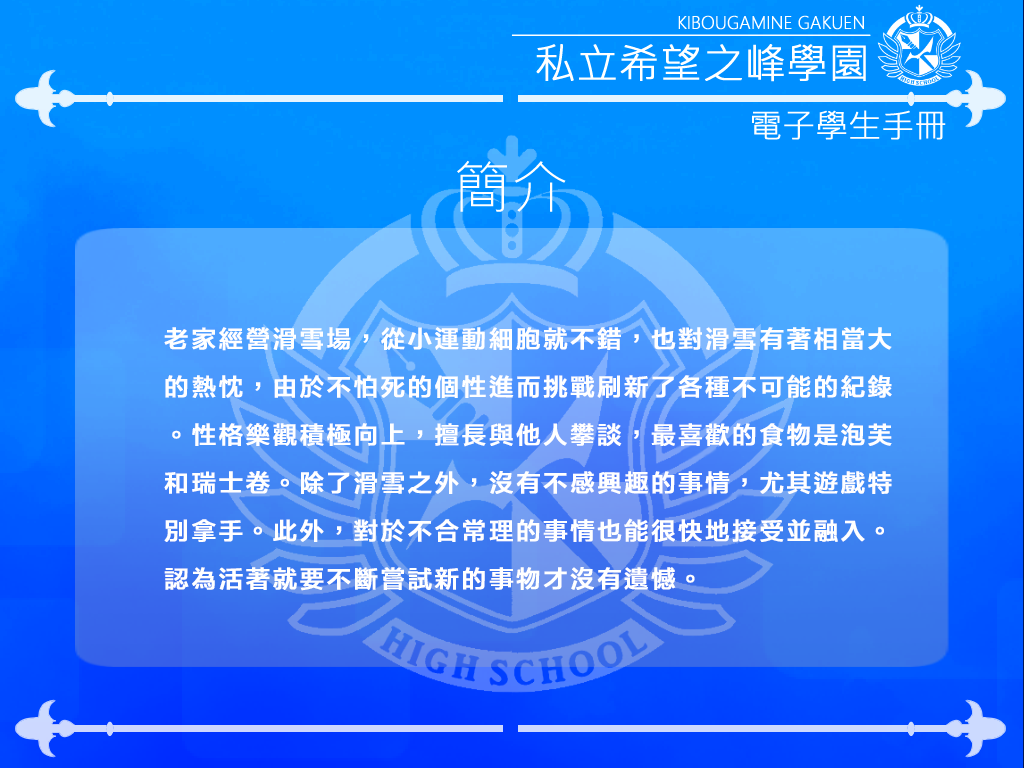 KIBOUGAMINE GAKUEN
私立希望之峰學園
HIGH SCHOOL
電子學生手冊
簡介
老家經營滑雪場，從小運動細胞就不錯，也對滑雪有著相當大
的熱忱，由於不怕死的個性進而挑戰刷新了各種不可能的紀錄
。性格樂觀積極向上，擅長與他人攀談，最喜歡的食物是泡芙
和瑞士卷。除了滑雪之外，沒有不感興趣的事情，尤其遊戲特
別拿手。此外，對於不合常理的事情也能很快地接受並融入。
認為活著就要不斷嘗試新的事物才沒有遺憾。
HIGH SCHOOL